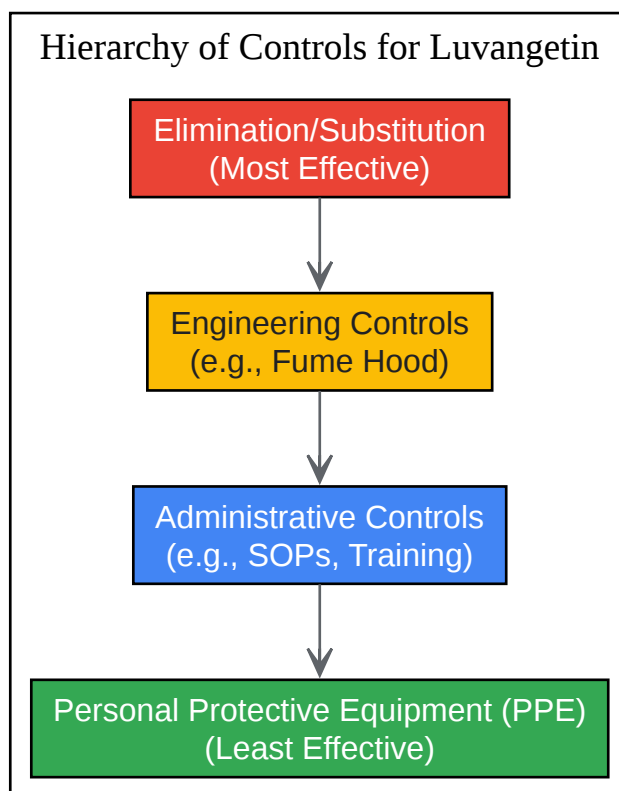 Hierarchy of Controls for Luvangetin
Elimination/Substitution
(Most Effective)
Engineering Controls
(e.g., Fume Hood)
Administrative Controls
(e.g., SOPs, Training)
Personal Protective Equipment (PPE)
(Least Effective)